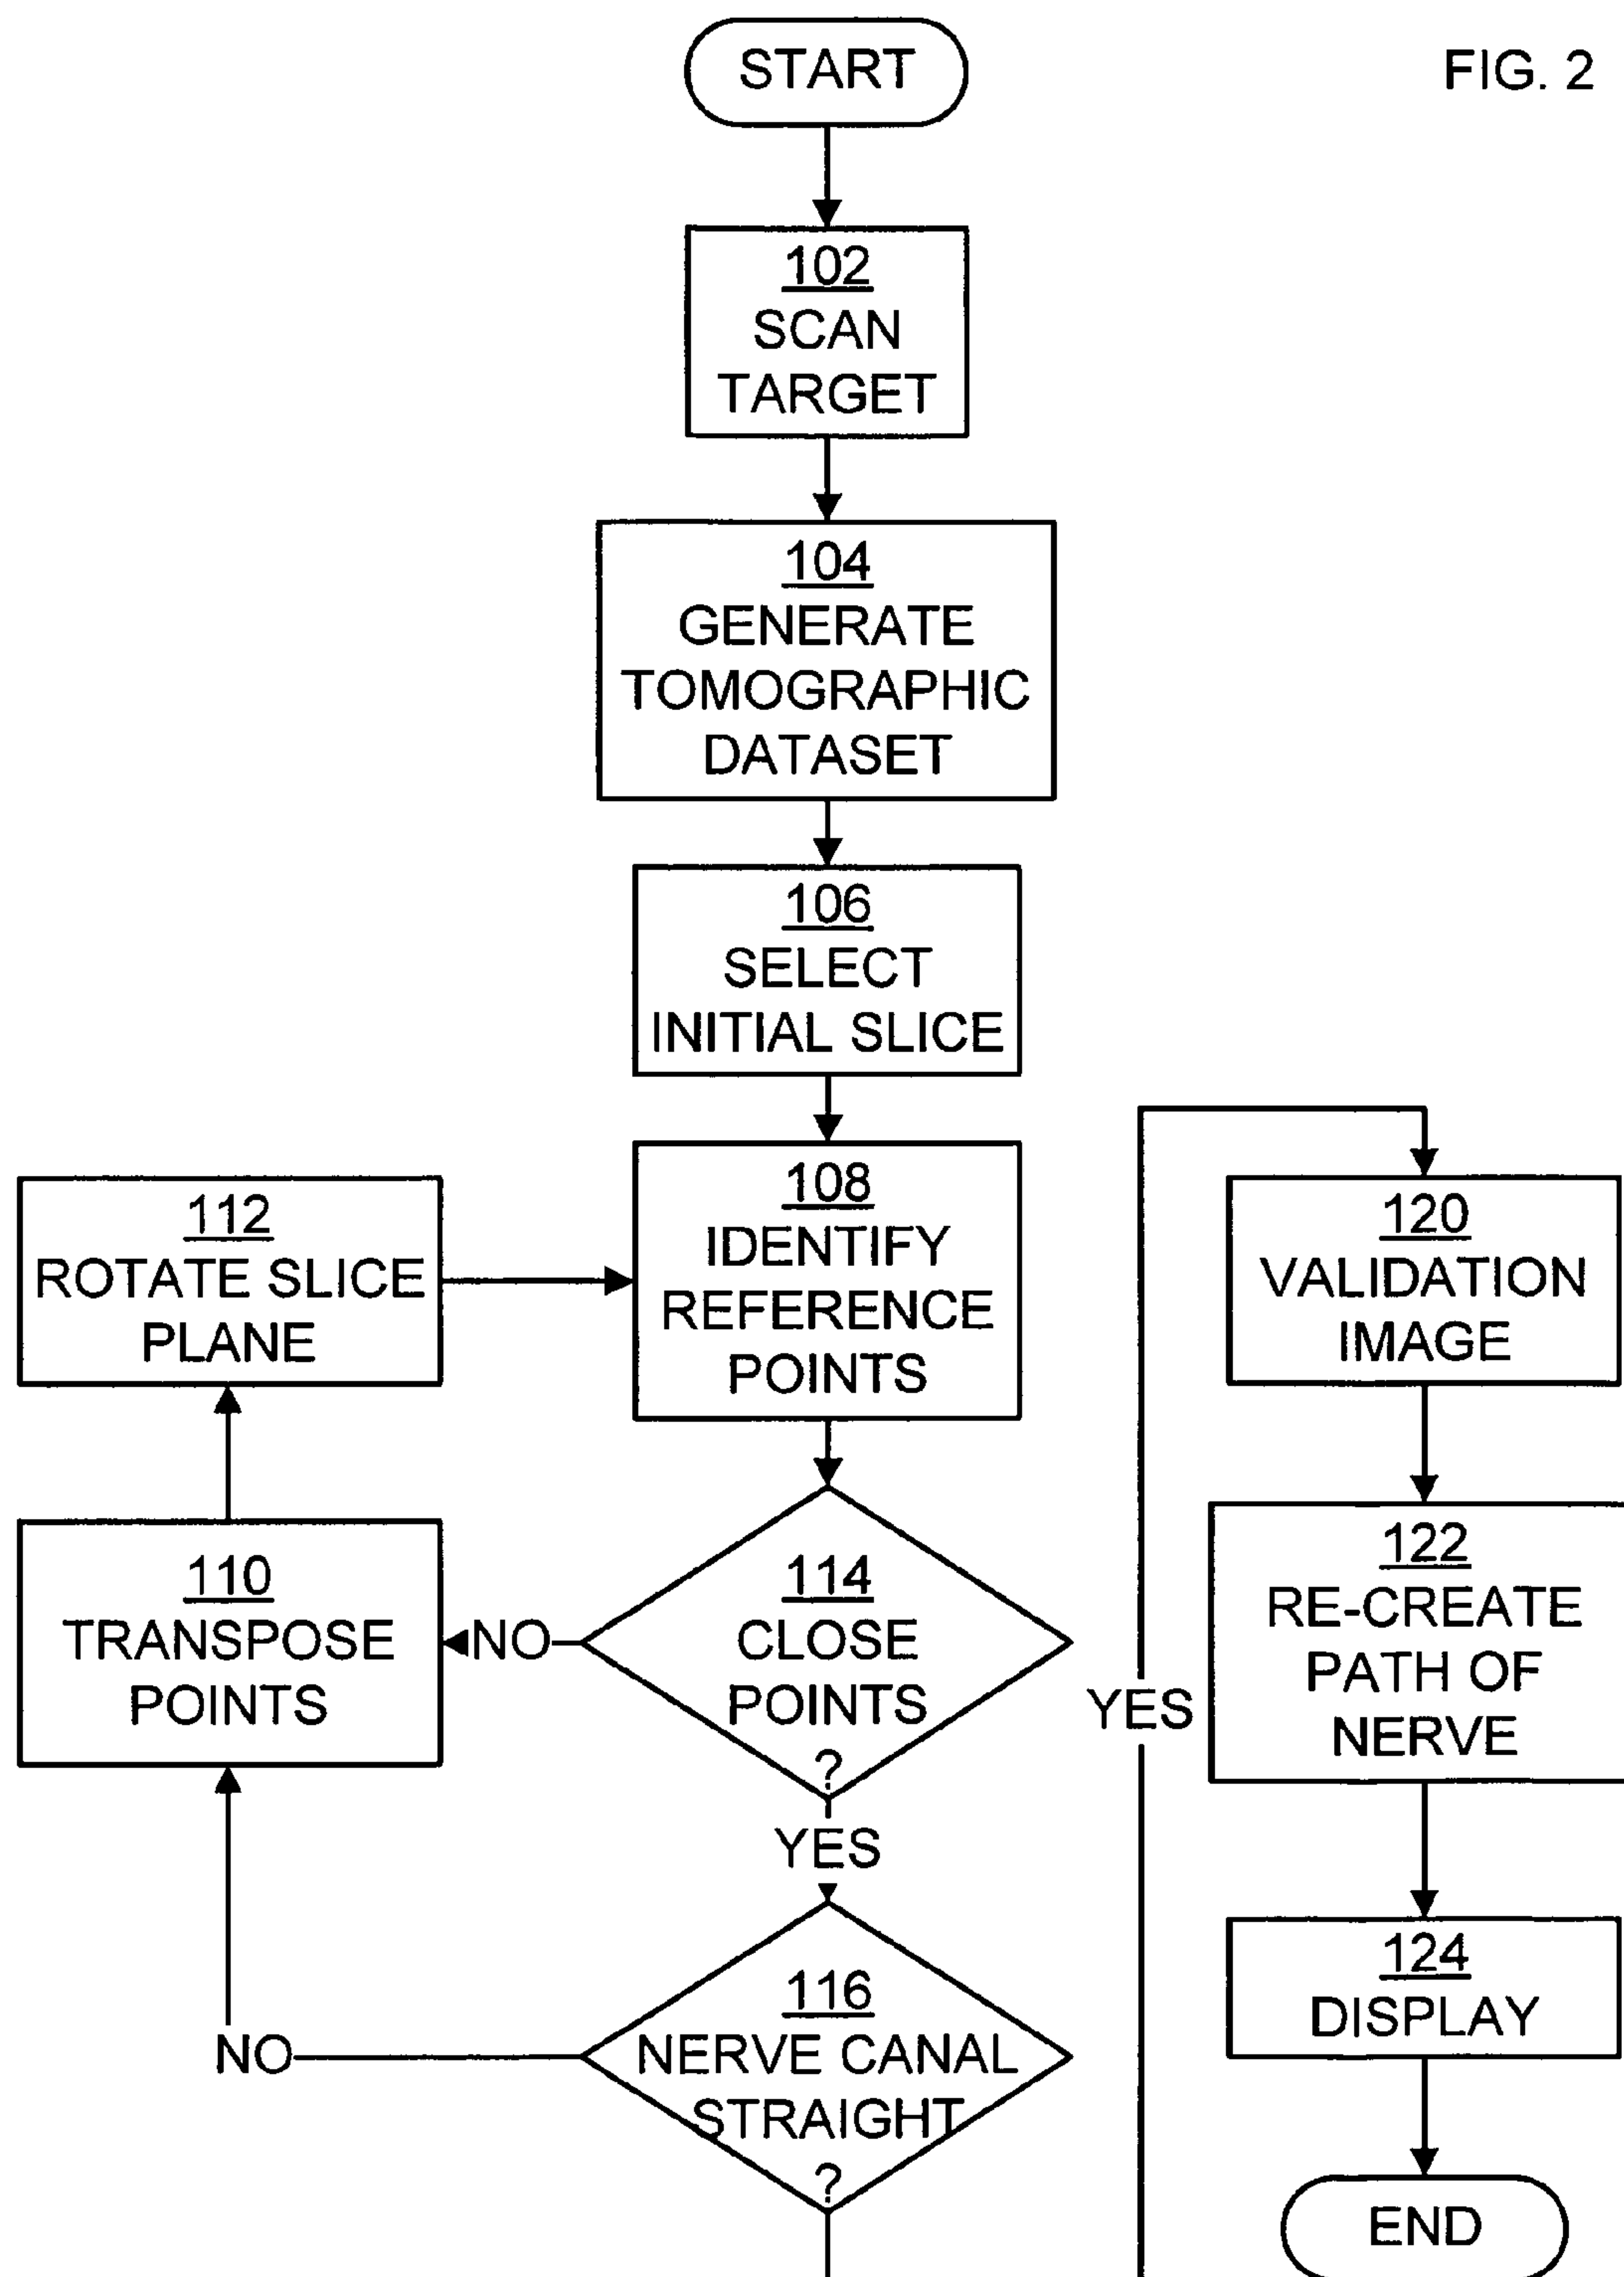 START
FIG. 2
102
SCAN
TARGET
104
GENERATE
TOMOGRAPHIC
DATASET
106
SELECT
INITIAL SLICE
108
IDENTIFY
REFERENCE
POINTS
112
ROTATE SLICE
PLANE
110
TRANSPOSE
POINTS
NO
114
CLOSE
POINTS
?
YES
116
NERVE CANAL
STRAIGHT
?
NO
YES
120
VALIDATION
IMAGE
122
RE-CREATE
PATH OF
NERVE
124
DISPLAY
END